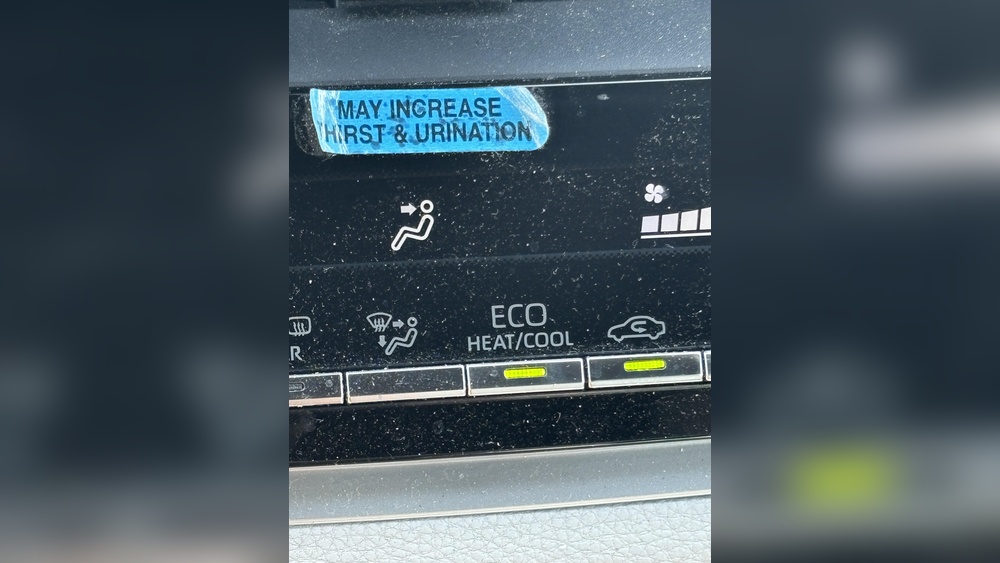 MAY INCREASE
HIRST & URINATION
ECO
HEAT/COOL
R